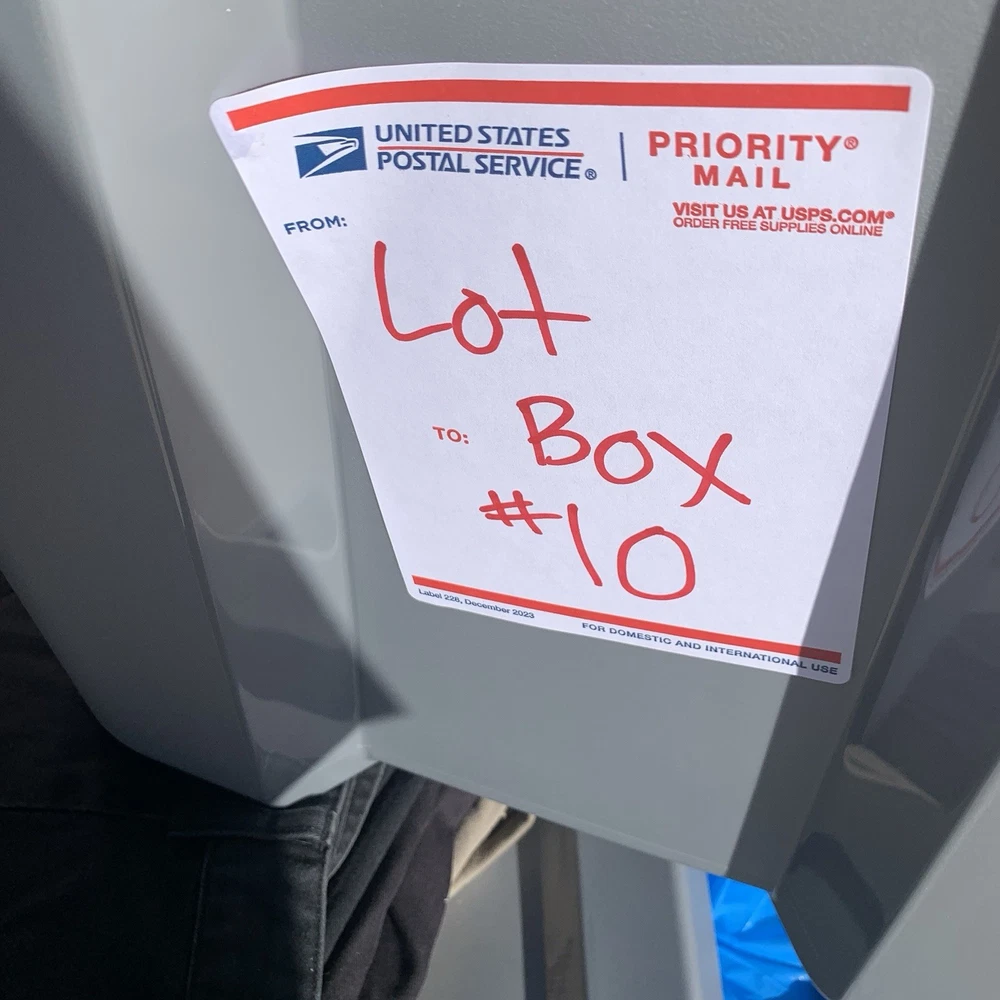 UNITED STATES
POSTAL SERVICE®
PRIORITY®
MAIL
VISIT US AT USPS.COM®
ORDER FREE SUPPLIES ONLINE
FROM:
Lot
TO: Box
#10
Label 228, December 2023
FOR DOMESTIC AND INTERNATIONAL USE